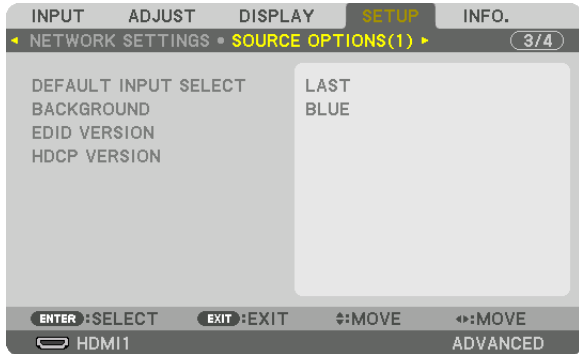 INPUT ADJUST DISPLAY SETUP INFO.
NETWORK SETTINGS • SOURCE OPTIONS(1) 3/4
DEFAULT INPUT SELECT LAST
BACKGROUND BLUE
EDID VERSION
HDCP VERSION
ENTER :SELECT EXIT :EXIT :MOVE :MOVE
HDMI1 ADVANCED